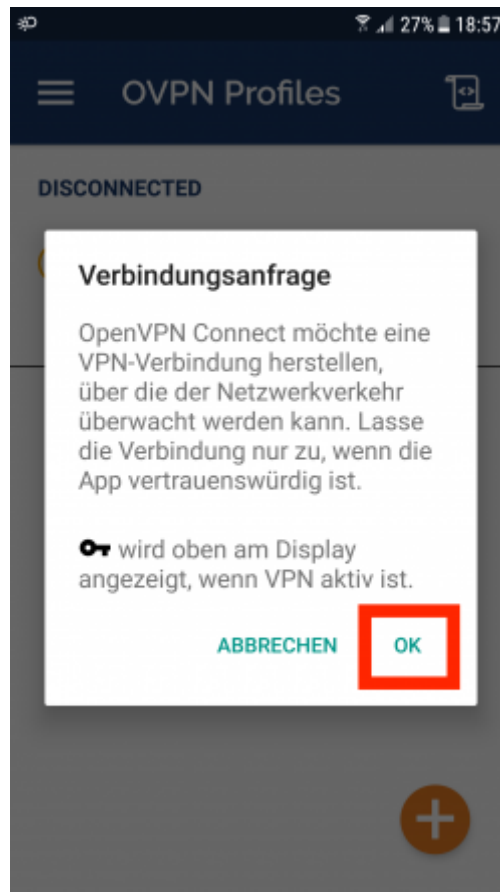 27% 18:57
OVPN Profiles
DISCONNECTED
Verbindungsanfrage
OpenVPN Connect möchte eine
VPN-Verbindung herstellen,
über die der Netzwerkverkehr
überwacht werden kann. Lasse
die Verbindung nur zu, wenn die
App vertrauenswürdig ist.
wird oben am Display
angezeigt, wenn VPN aktiv ist.
ABBRECHEN OK